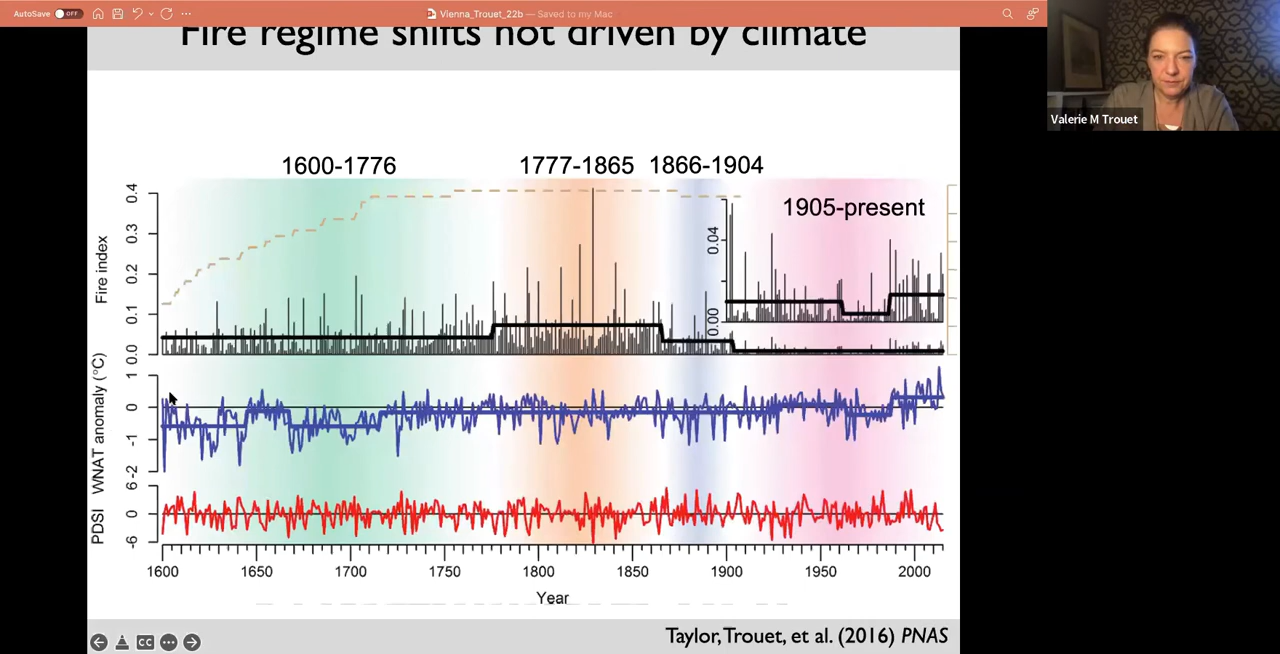 AutoSave OFF
Vienna_Trouet_22b — Saved to my Mac
Valerie M Trouet
Fire regime shifts not driven by climate
1600-1776
1777-1865
1866-1904
1905-present
Fire index
0.4
0.3
0.2
0.1
0.0
0.04
0.00
WNAT anomaly (°C)
1
0
-1
-2
PDSI
6
0
-6
1600
1650
1700
1750
1800
1850
1900
1950
2000
Year
CC
Taylor, Trouet, et al. (2016) PNAS